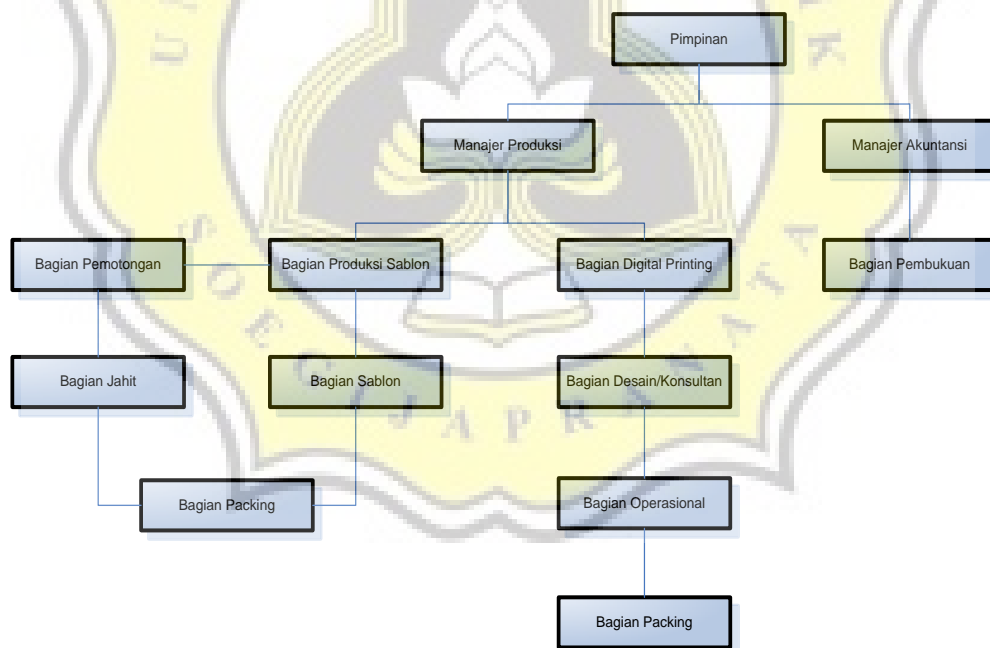 Pimpinan
Manajer Produksi
Manajer Akuntansi
Bagian Pemotongan
Bagian Produksi Sablon
Bagian Digital Printing
Bagian Pembukuan
Bagian Jahit
Bagian Sablon
Bagian Desain/Konsultan
Bagian Packing
Bagian Operasional
Bagian Packing
U
K
SOEGIJAPRANATA